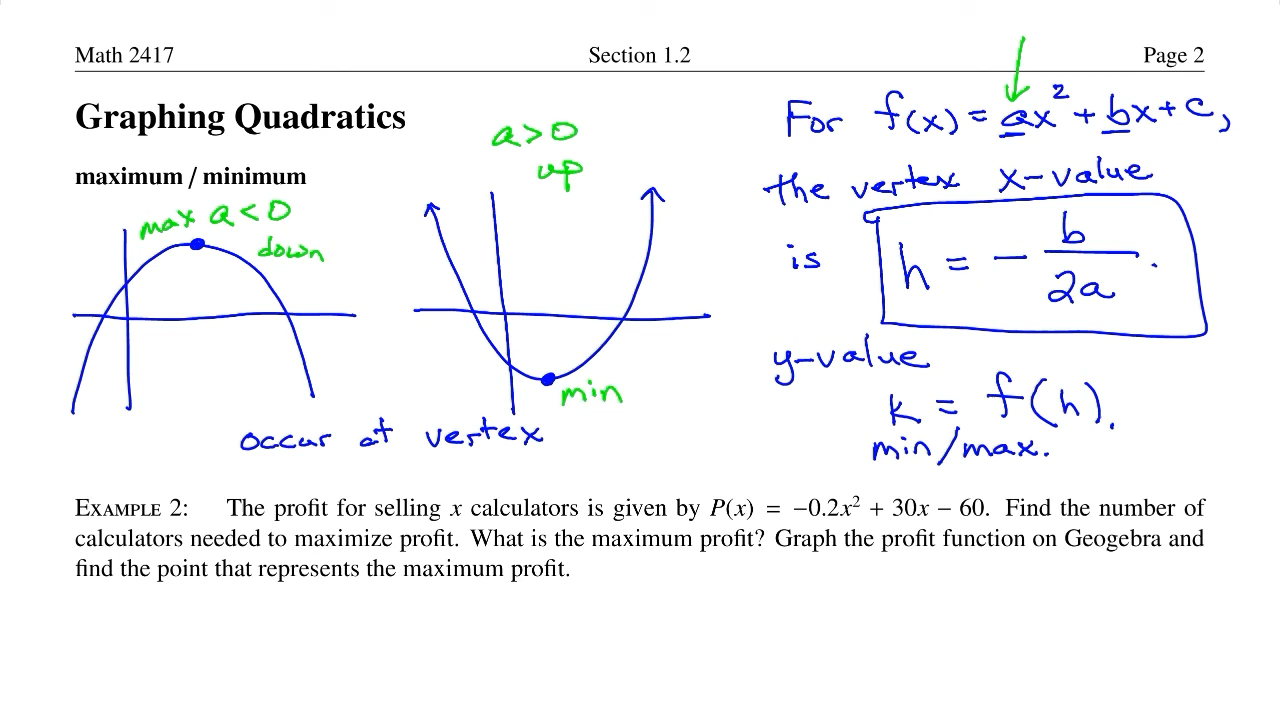 Math 2417 Section 1.2 Page 2
Graphing Quadratics
maximum / minimum
max a < 0
down
a > 0
up
min
occur at vertex
For f(x) = ax² + bx + c,
the vertex x-value
is h = - b/2a.
y-value
k = f(h).
min/max.
EXAMPLE 2: The profit for selling x calculators is given by P(x) = −0.2x² + 30x − 60. Find the number of
calculators needed to maximize profit. What is the maximum profit? Graph the profit function on Geogebra and
find the point that represents the maximum profit.